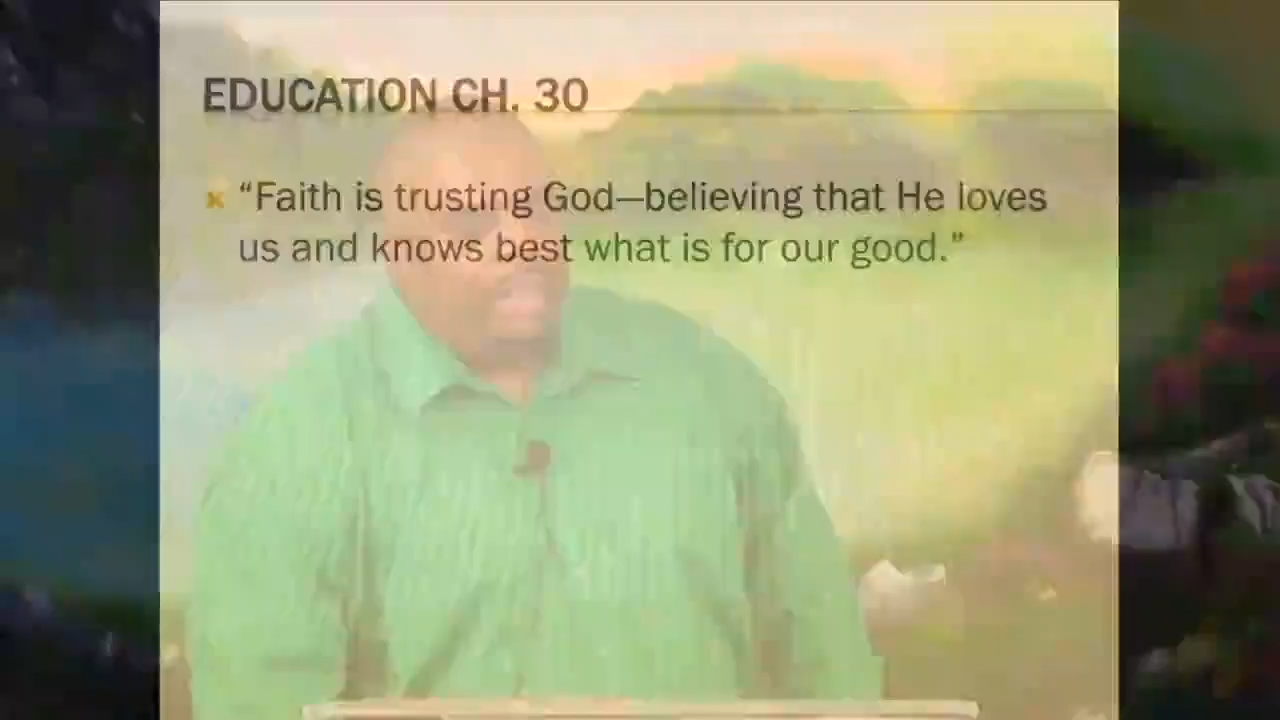 EDUCATION CH. 30
“Faith is trusting God—believing that He loves
us and knows best what is for our good.”